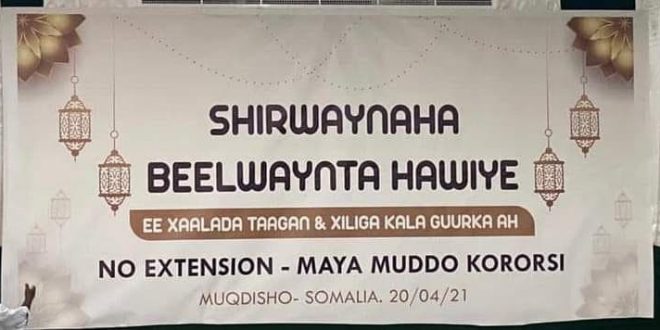 SHIRWAYNAHA
BEELWAYNTA HAWIYE
EE XAALADA TAAGAN & XILIGA KALA GUURKA AH
NO EXTENSION - MAYA MUDDO KORORSI
MUQDISHO- SOMALIA. 20/04/21